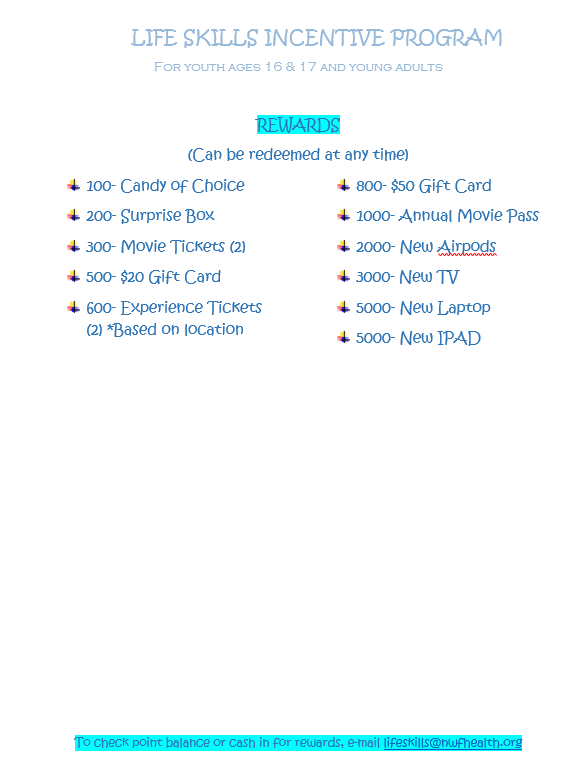 LIFE SKILLS INCENTIVE PROGRAM
For youth ages 16 & 17 and young adults
REWARDS
(Can be redeemed at any time)
100- Candy of Choice
200- Surprise Box
300- Movie Tickets (2)
500- $20 Gift Card
600- Experience Tickets
(2) *Based on location
800- $50 Gift Card
1000- Annual Movie Pass
2000- New Airpods
3000- New TV
5000- New Laptop
5000- New IPAD
To check point balance or cash in for rewards, e-mail lifeskills@nwfhealth.org